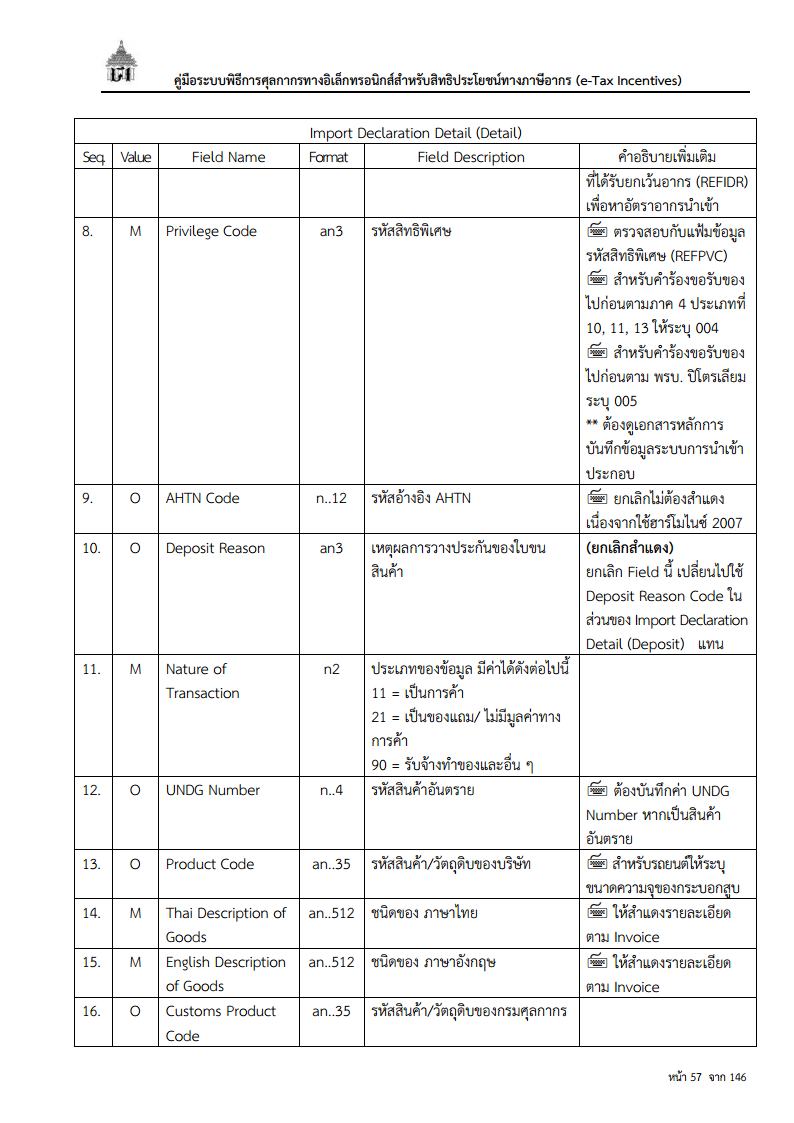 คู่มือระบบพิธีการศุลกากรทางอิเล็กทรอนิกส์สำหรับสิทธิประโยชน์ทางภาษีอากร (e-Tax Incentives)
Import Declaration Detail (Detail)
Seq. Value Field Name Format Field Description คำอธิบายเพิ่มเติม
ที่ได้รับยกเว้นอากร (REFIDR)
เพื่อหาอัตราอากรนำเข้า
8. M Privilege Code an3 รหัสสิทธิพิเศษ ตรวจสอบกับแฟ้มข้อมูล
รหัสสิทธิพิเศษ (REFPVC)
สำหรับคำร้องขอรับของ
ไปก่อนตามภาค 4 ประเภทที่
10, 11, 13 ให้ระบุ 004
สำหรับคำร้องขอรับของ
ไปก่อนตาม พรบ. ปิโตรเลียม
ระบุ 005
** ต้องดูเอกสารหลักการ
บันทึกข้อมูลระบบการนำเข้า
ประกอบ
9. O AHTN Code n..12 รหัสอ้างอิง AHTN ยกเลิกไม่ต้องสำแดง
เนื่องจากใช้ฮาร์โมไนซ์ 2007
10. O Deposit Reason an3 เหตุผลการวางประกันของใบขน (ยกเลิกสำแดง)
สินค้า ยกเลิก Field นี้ เปลี่ยนไปใช้
Deposit Reason Code ใน
ส่วนของ Import Declaration
Detail (Deposit) แทน
11. M Nature of n2 ประเภทของข้อมูล มีค่าได้ดังต่อไปนี้
Transaction 11 = เป็นการค้า
21 = เป็นของแถม/ ไม่มีมูลค่าทาง
การค้า
90 = รับจ้างทำของและอื่น ๆ
12. O UNDG Number n..4 รหัสสินค้าอันตราย ต้องบันทึกค่า UNDG
Number หากเป็นสินค้า
อันตราย
13. O Product Code an..35 รหัสสินค้า/วัตถุดิบของบริษัท สำหรับรถยนต์ให้ระบุ
ขนาดความจุของกระบอกสูบ
14. M Thai Description of an..512 ชนิดของ ภาษาไทย ให้สำแดงรายละเอียด
Goods ตาม Invoice
15. M English Description an..512 ชนิดของ ภาษาอังกฤษ ให้สำแดงรายละเอียด
of Goods ตาม Invoice
16. O Customs Product an..35 รหัสสินค้า/วัตถุดิบของกรมศุลกากร
Code
หน้า 57 จาก 146